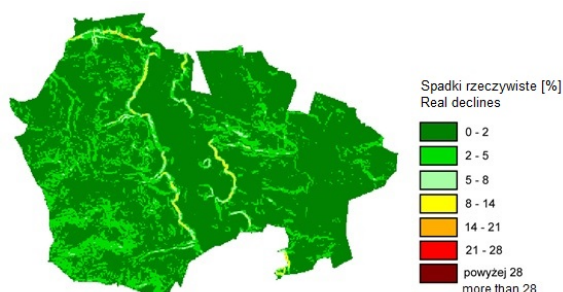 Spadki rzeczywiste [%]
Real declines
0 - 2
2 - 5
5 - 8
8 - 14
14 - 21
21 - 28
powyżej 28
more than 28